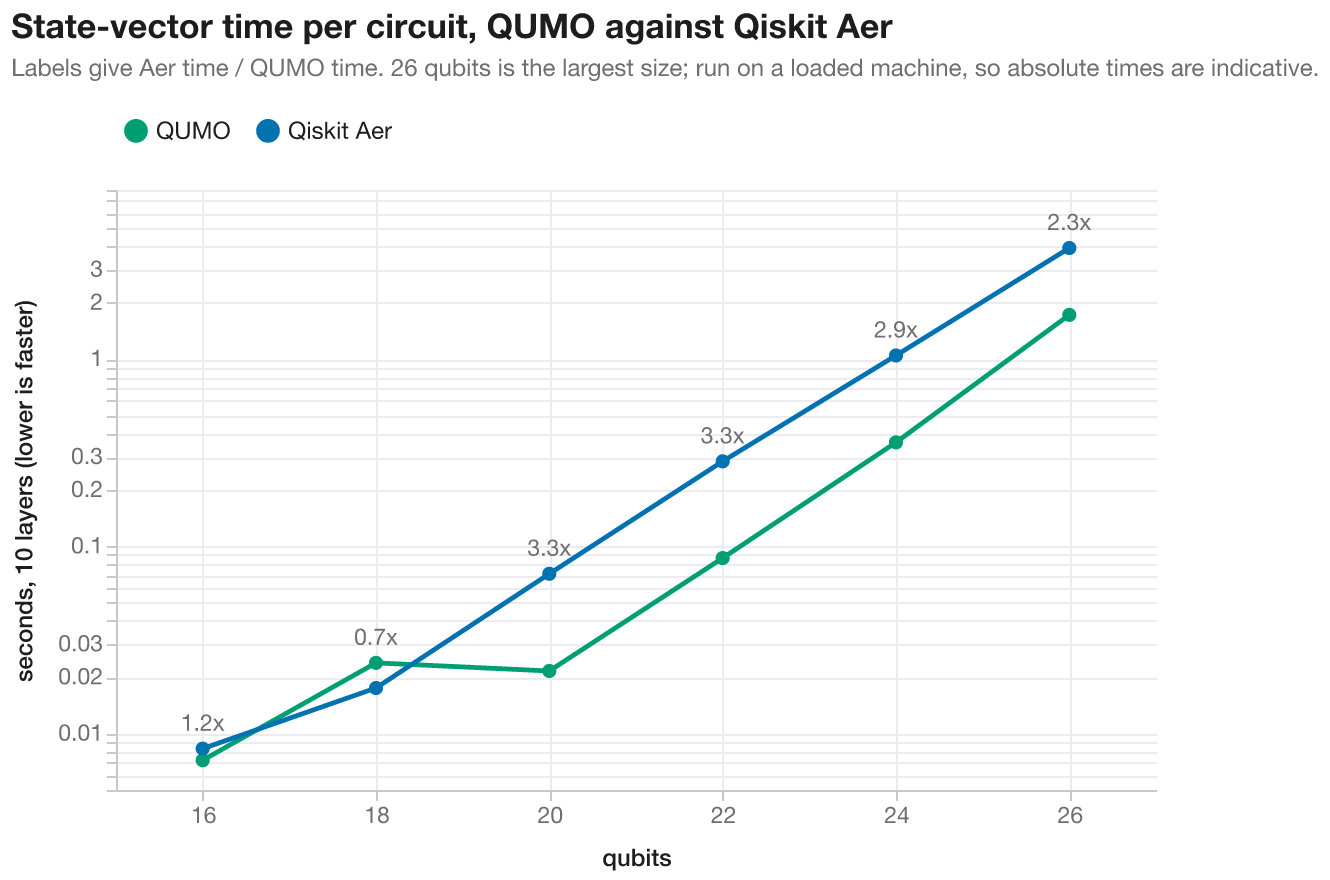 State-vector time per circuit, QUMO against Qiskit Aer
Labels give Aer time / QUMO time. 26 qubits is the largest size; run on a loaded machine, so absolute times are indicative.
QUMO
Qiskit Aer
seconds, 10 layers (lower is faster)
3
2
1
0.3
0.2
0.1
0.03
0.02
0.01
1.2x
0.7x
3.3x
3.3x
2.9x
2.3x
16
18
20
22
24
26
qubits